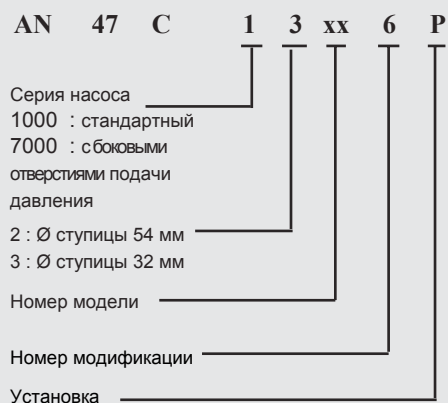 AN 47 C 1 3 xx 6 P
Серия насоса
1000 : стандартный
7000 : с боковыми
отверстиями подачи
давления
2 : Ø ступицы 54 мм
3 : Ø ступицы 32 мм
Номер модели
Номер модификации
Установка